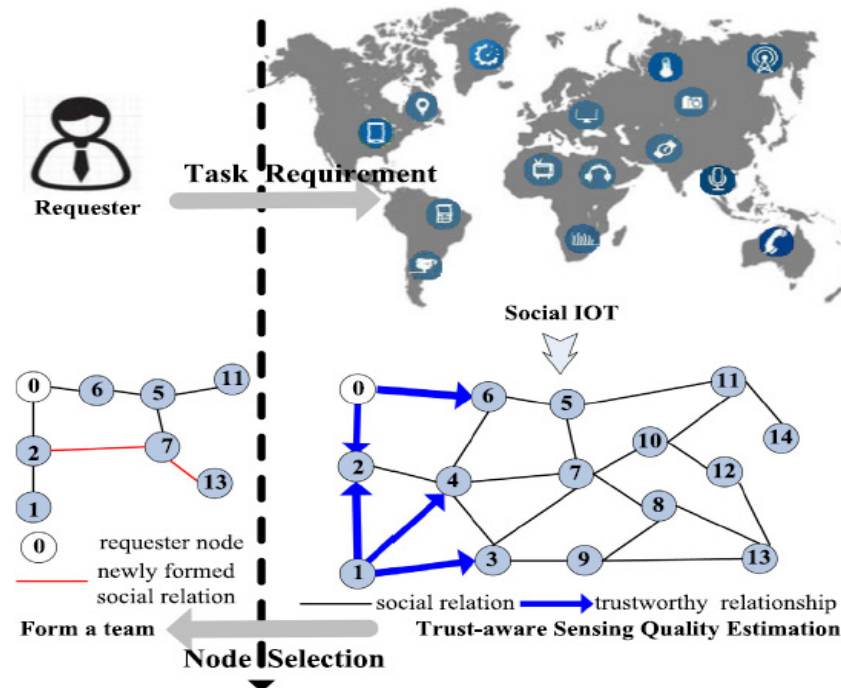 Task Requirement
Requester
Social IOT
0
6
5
11
2
7
13
1
0
requester node
newly formed
social relation
Form a team
0
6
5
11
14
10
2
4
7
12
8
1
3
9
13
social relation
trustworthy relationship
Trust-aware Sensing Quality Estimation
Node Selection